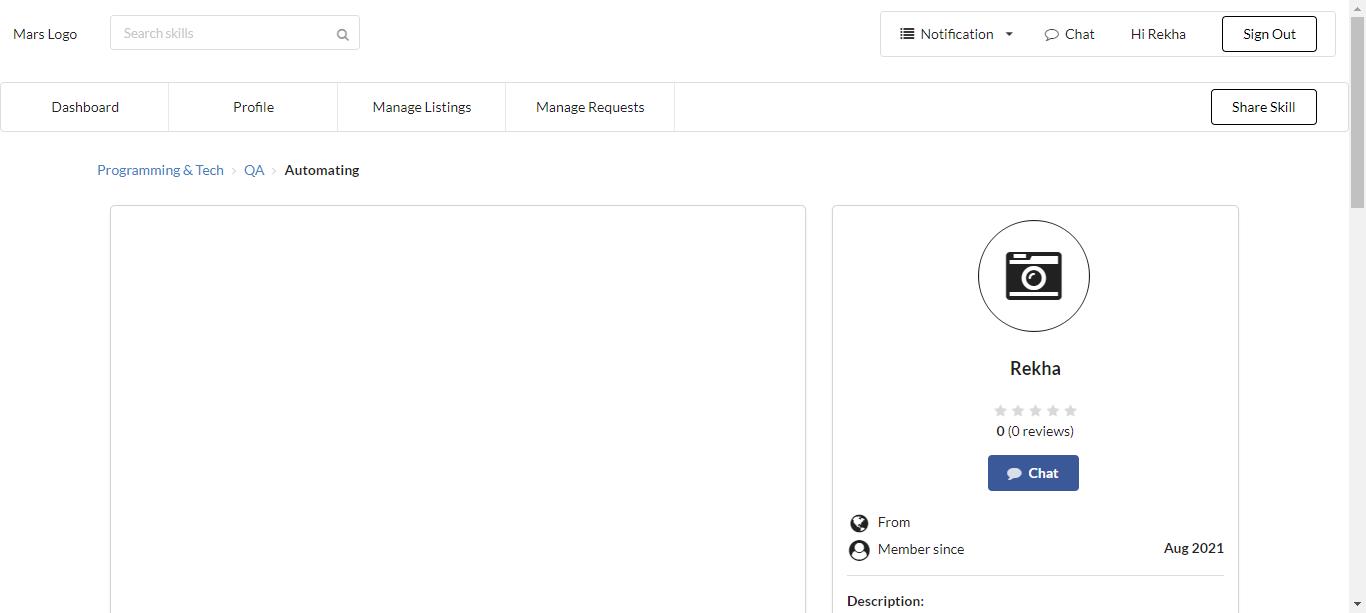 Mars Logo
Search skills
Notification
Chat
Hi Rekha
Sign Out
Dashboard
Profile
Manage Listings
Manage Requests
Share Skill
Programming & Tech
QA
Automating
Rekha
0 (0 reviews)
Chat
From
Member since
Aug 2021
Description: